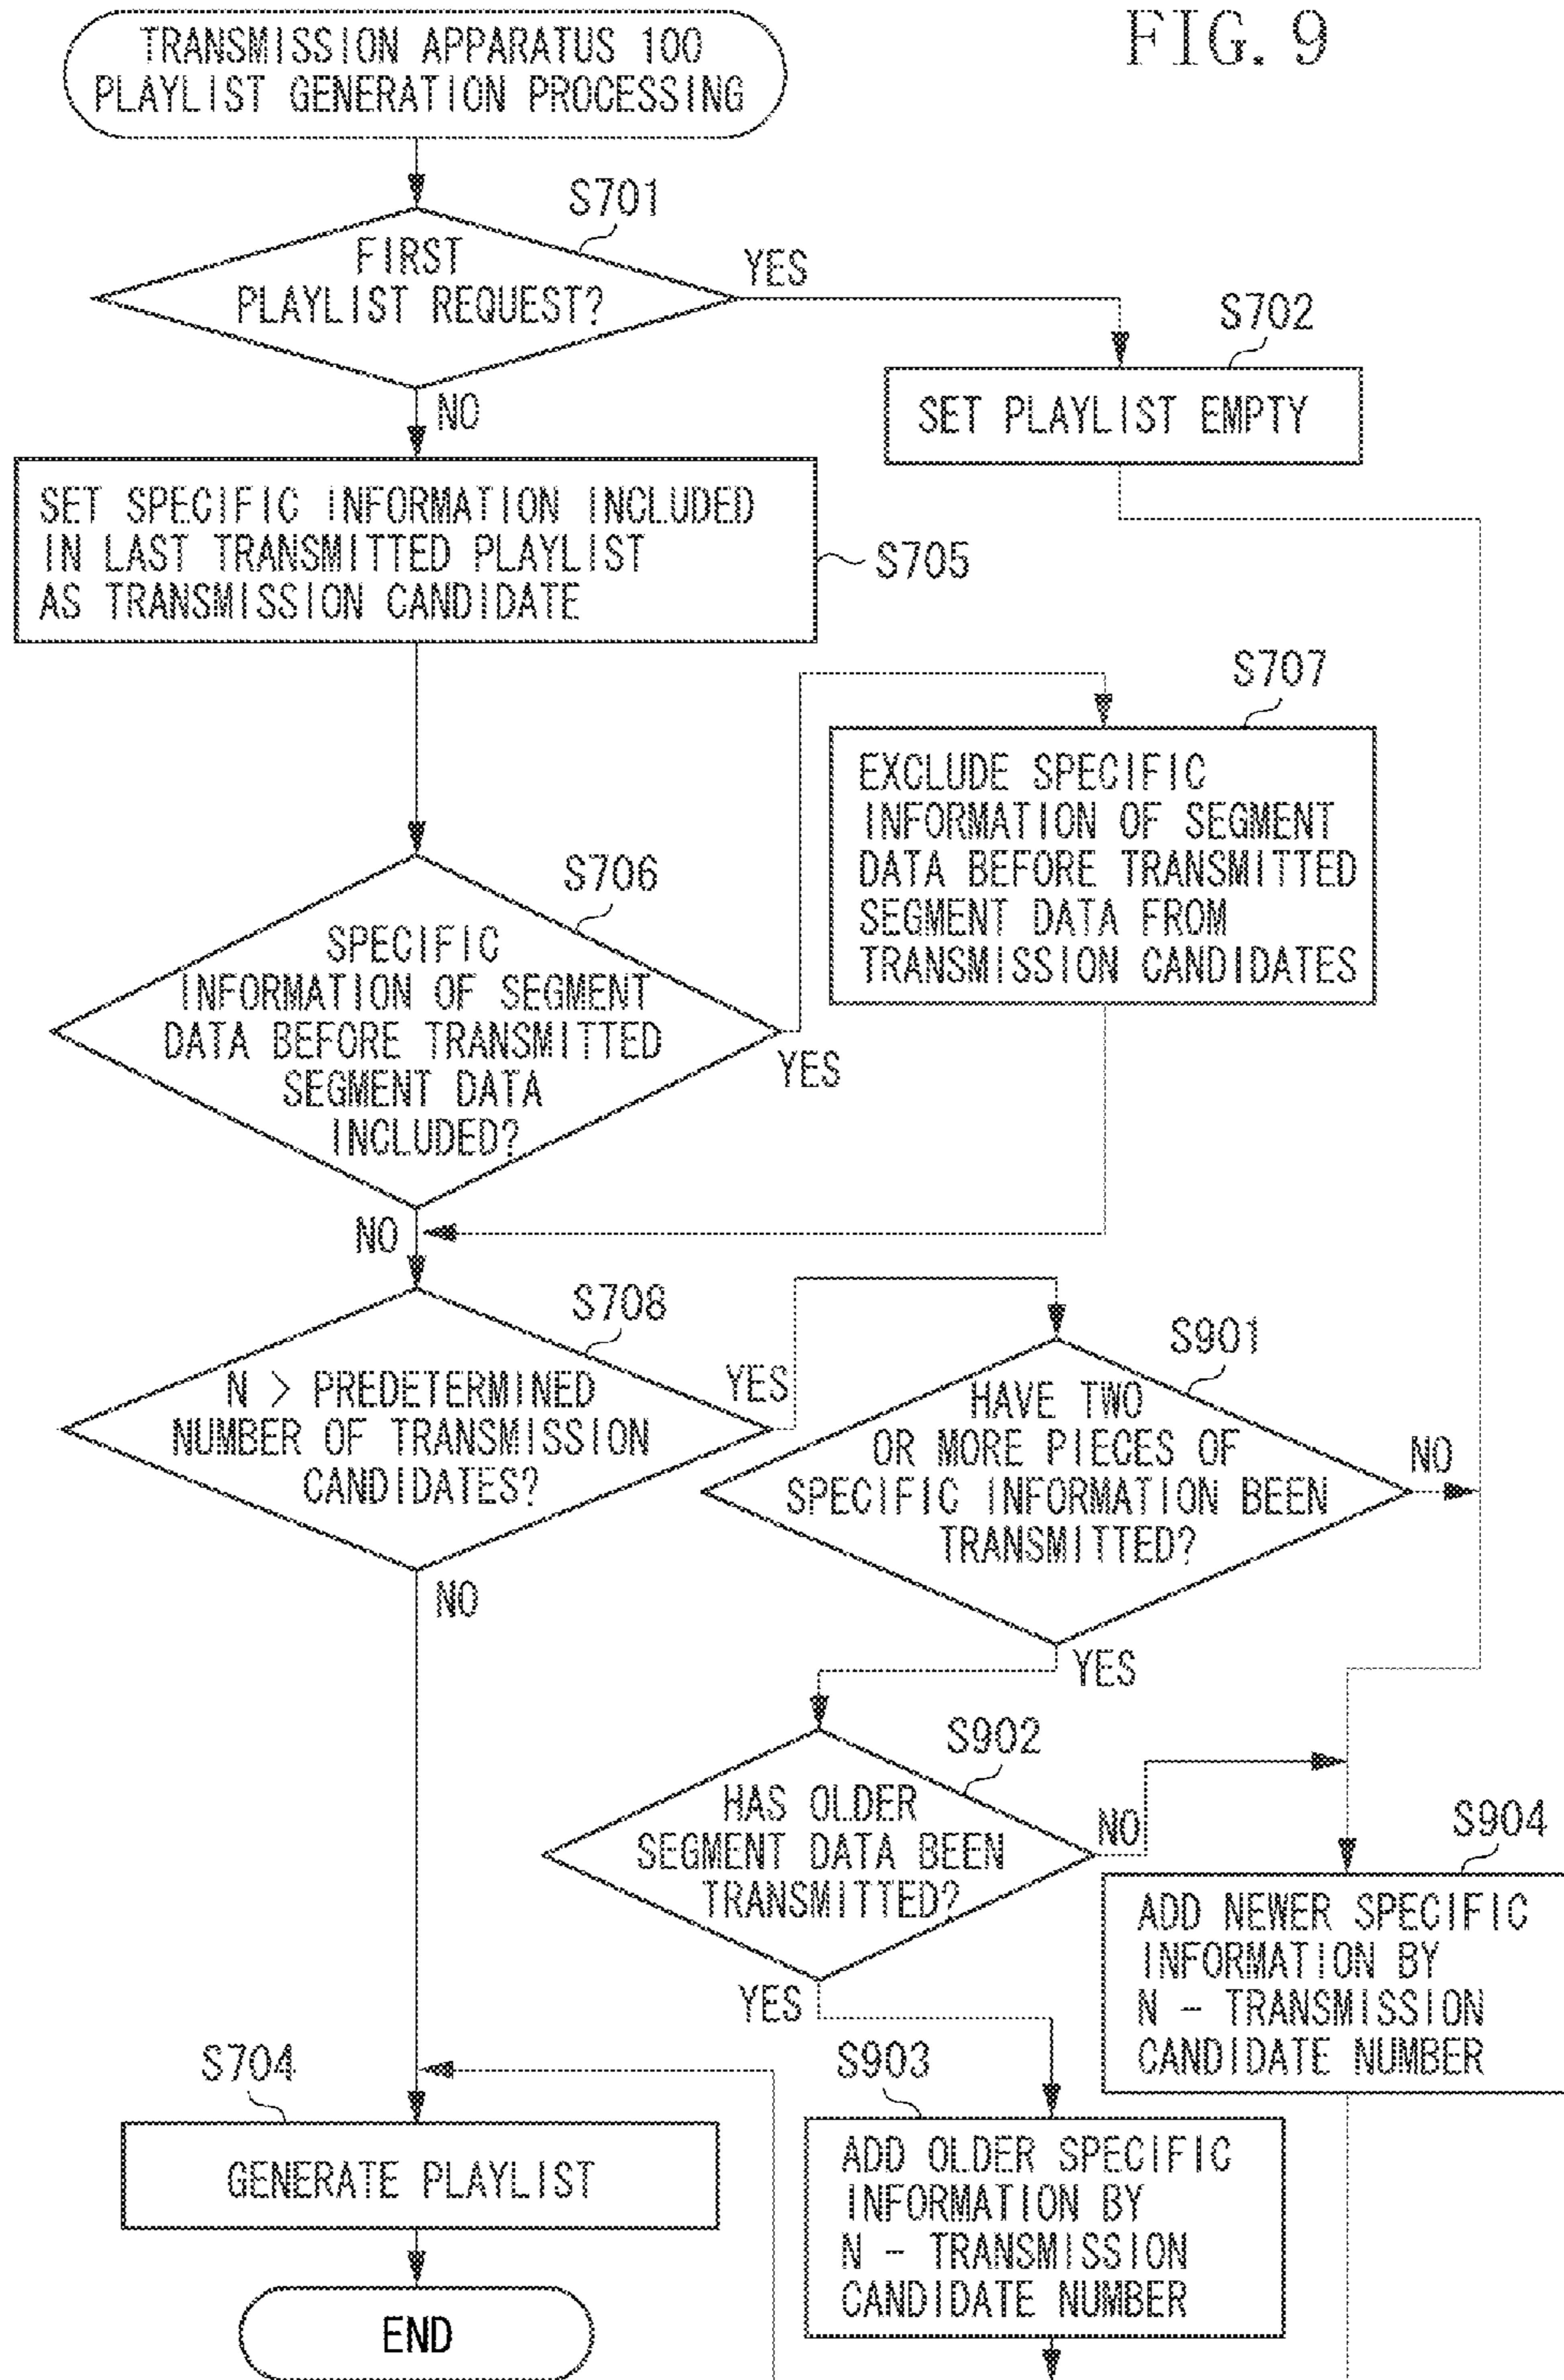 FIG. 9
TRANSMISSION APPARATUS 100
PLAYLIST GENERATION PROCESSING
S701
FIRST
PLAYLIST REQUEST?
YES
NO
S702
SET PLAYLIST EMPTY
SET SPECIFIC INFORMATION INCLUDED
IN LAST TRANSMITTED PLAYLIST
AS TRANSMISSION CANDIDATE
S705
S707
EXCLUDE SPECIFIC
INFORMATION OF SEGMENT
DATA BEFORE TRANSMITTED
SEGMENT DATA FROM
TRANSMISSION CANDIDATES
S706
SPECIFIC
INFORMATION OF SEGMENT
DATA BEFORE TRANSMITTED
SEGMENT DATA
INCLUDED?
YES
NO
S708
N > PREDETERMINED
NUMBER OF TRANSMISSION
CANDIDATES?
YES
NO
S901
HAVE TWO
OR MORE PIECES OF
SPECIFIC INFORMATION BEEN
TRANSMITTED?
NO
YES
S902
HAS OLDER
SEGMENT DATA BEEN
TRANSMITTED?
NO
YES
S904
ADD NEWER SPECIFIC
INFORMATION BY
N - TRANSMISSION
CANDIDATE NUMBER
S903
ADD OLDER SPECIFIC
INFORMATION BY
N - TRANSMISSION
CANDIDATE NUMBER
S704
GENERATE PLAYLIST
END